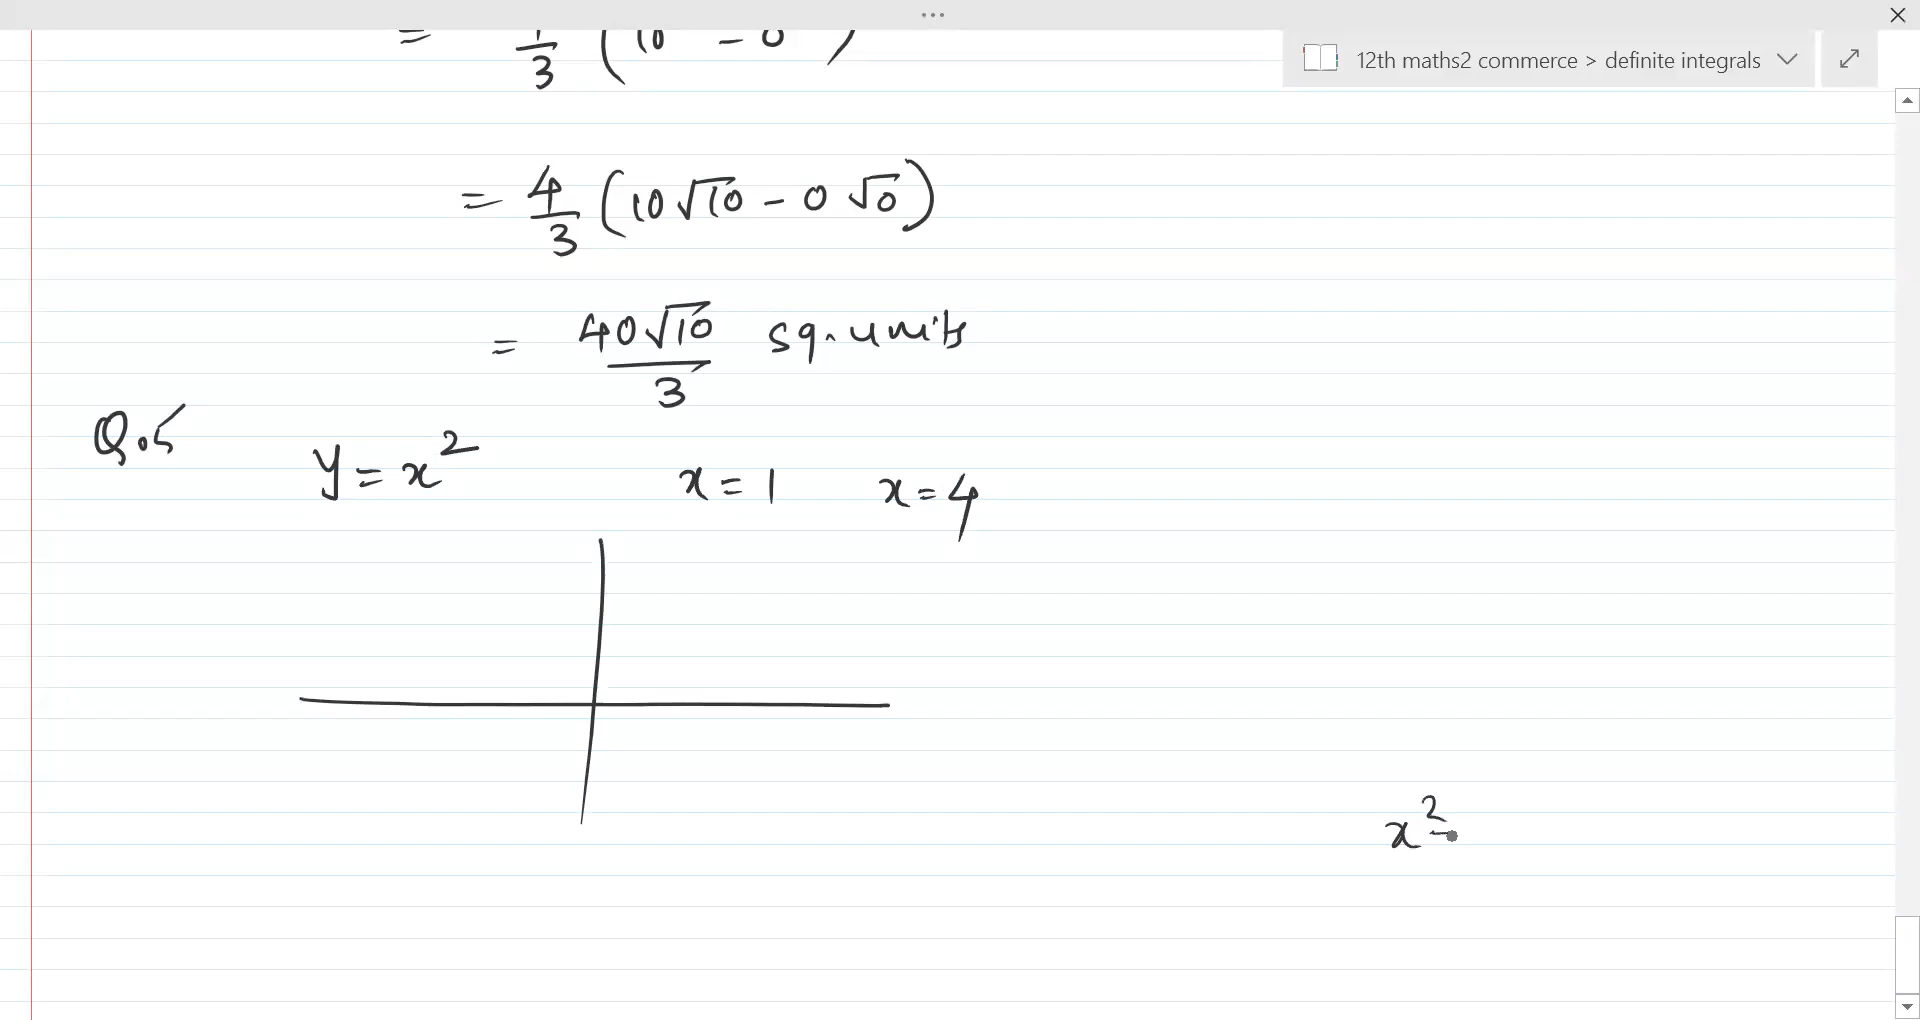 ...
12th maths2 commerce > definite integrals
= 4/3 (10√10 - 0√0)
= 40√10/3 sq.units
Q.5
y = x² x = 1 x = 4
x²